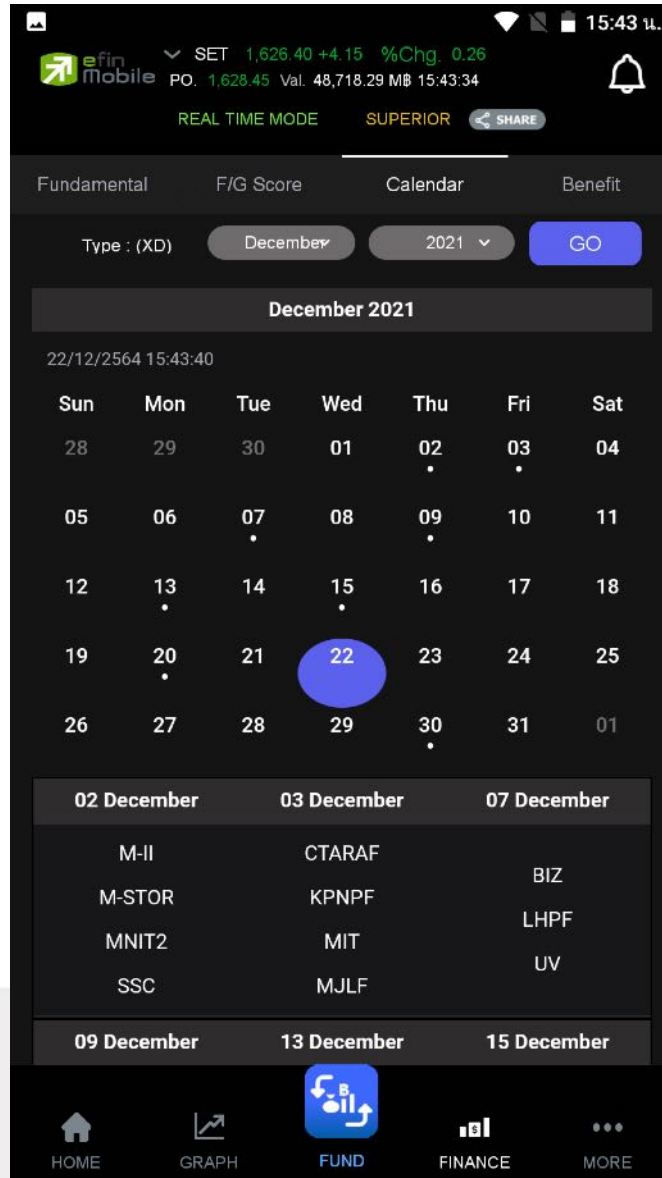 15:43 น.
efin Mobile
SET 1,626.40 +4.15 %Chg. 0.26
PO. 1,628.45 Val. 48,718.29 M฿ 15:43:34
REAL TIME MODE SUPERIOR SHARE
Fundamental F/G Score Calendar Benefit
Type : (XD) December 2021 GO
December 2021
22/12/2564 15:43:40
Sun Mon Tue Wed Thu Fri Sat
28 29 30 01 02 03 04
05 06 07 08 09 10 11
12 13 14 15 16 17 18
19 20 21 22 23 24 25
26 27 28 29 30 31 01
02 December 03 December 07 December
M-II CTARAF BIZ
M-STOR KPNPF LHPF
MNIT2 MIT UV
SSC MJLF
09 December 13 December 15 December
HOME GRAPH FUND FINANCE MORE